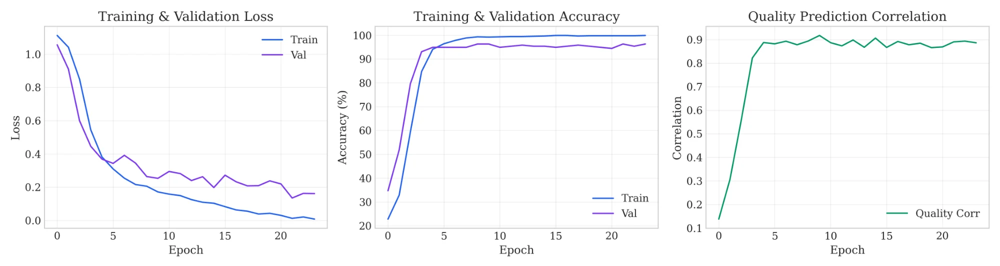 Training & Validation Loss
Train
Val
1.0
0.8
0.6
0.4
0.2
0.0
Loss
0 5 10 15 20
Epoch
Training & Validation Accuracy
100
90
80
70
60
50
40
30
20
Accuracy (%)
Train
Val
0 5 10 15 20
Epoch
Quality Prediction Correlation
0.9
0.8
0.7
0.6
0.5
0.4
0.3
0.2
0.1
Correlation
Quality Corr
0 5 10 15 20
Epoch